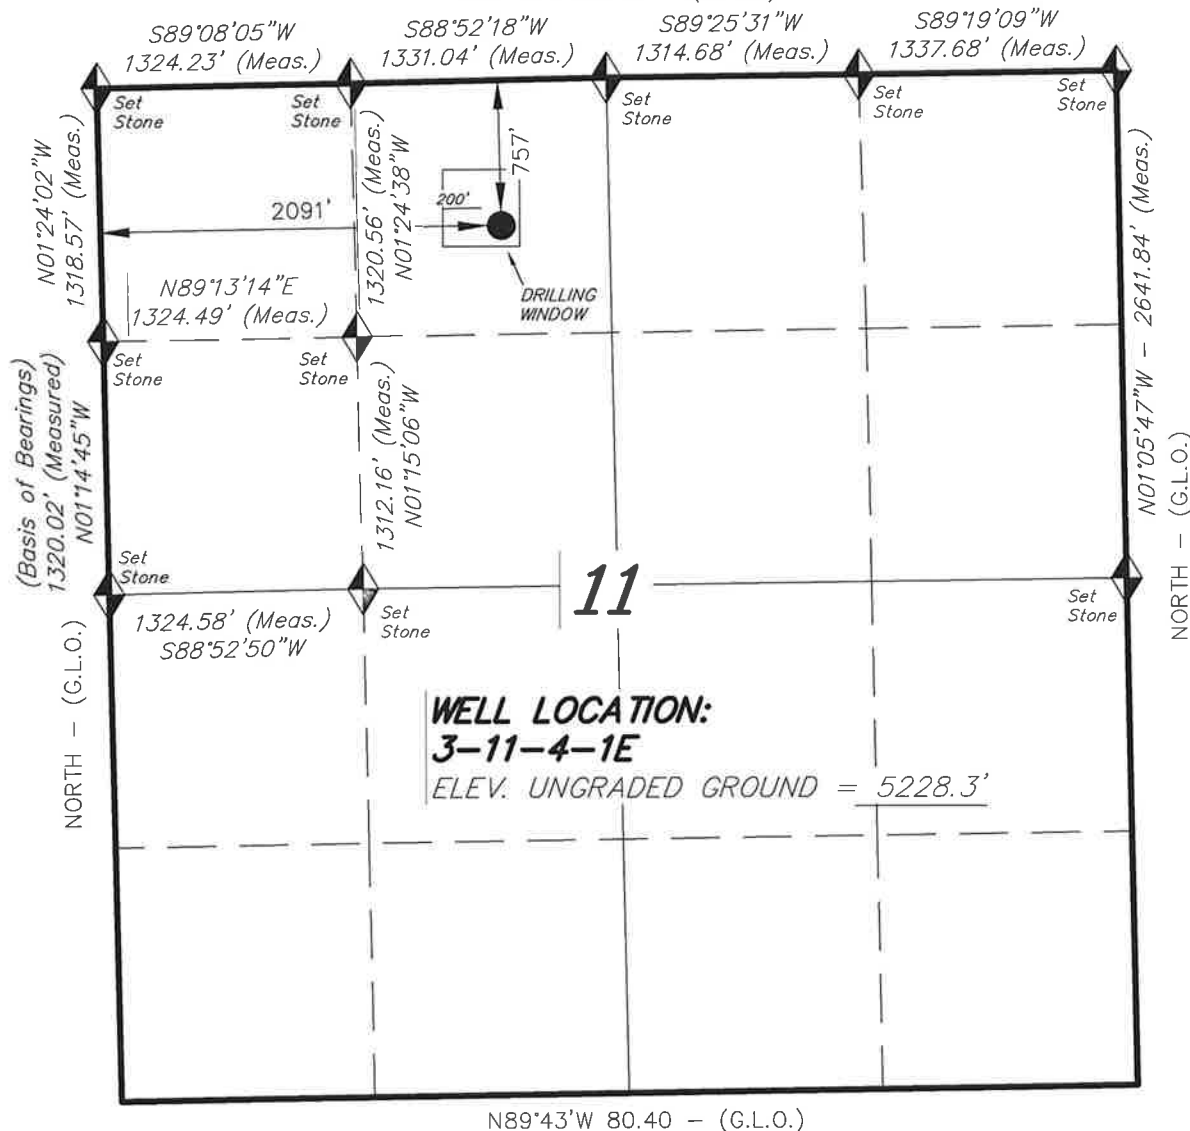 S89°08'05"W
1324.23' (Meas.)
S88°52'18"W
1331.04' (Meas.)
S89°25'31"W
1314.68' (Meas.)
S89°19'09"W
1337.68' (Meas.)
Set
Stone
Set
Stone
Set
Stone
Set
Stone
Set
Stone
N01°24'02"W
1318.57' (Meas.)
1320.56' (Meas.)
N01°24'38"W
757'
200'
2091'
DRILLING
WINDOW
N89°13'14"E
1324.49' (Meas.)
N01°05'47"W - 2641.84' (Meas.)
NORTH - (G.L.O.)
Set
Stone
Set
Stone
(Basis of Bearings)
1320.02' (Measured)
N01°14'45"W
1312.16' (Meas.)
N01°15'06"W
Set
Stone
11
Set
Stone
Set
Stone
1324.58' (Meas.)
S88°52'50"W
NORTH - (G.L.O.)
WELL LOCATION:
3-11-4-1E
ELEV. UNGRADED GROUND = 5228.3'
N89°43'W 80.40 - (G.L.O.)